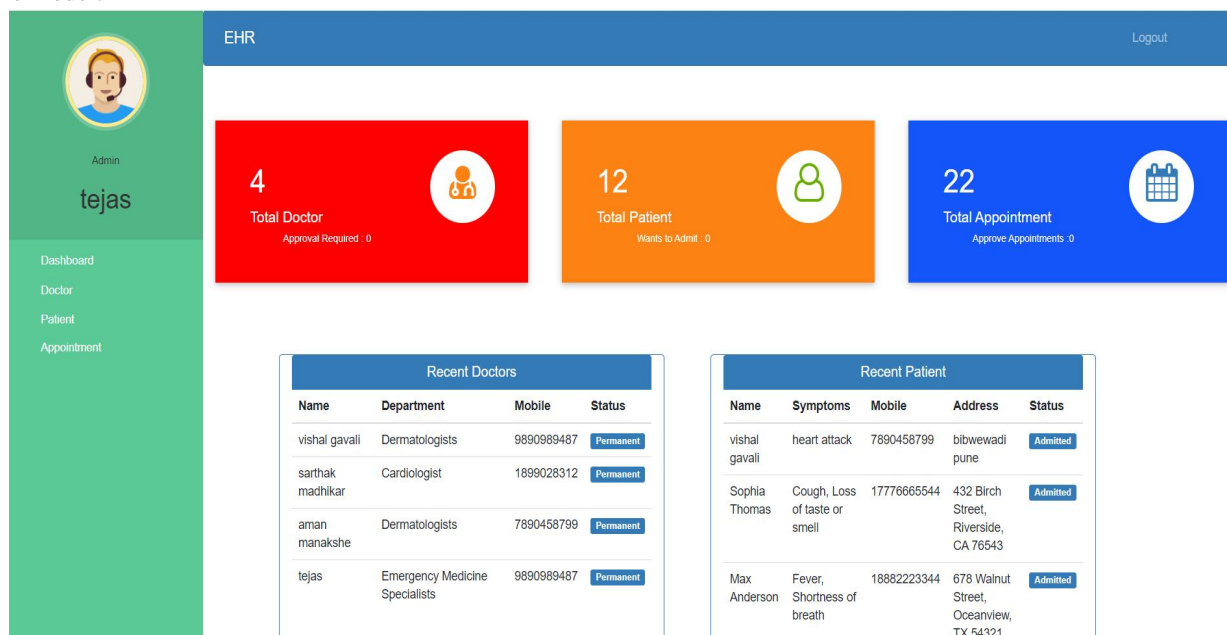 EHR
Logout
Admin
tejas
Dashboard
Doctor
Patient
Appointment
4
Total Doctor
Approval Required : 0
12
Total Patient
Wants to Admit : 0
22
Total Appointment
Approve Appointments :0
Recent Doctors
Name Department Mobile Status
vishal gavali Dermatologists 9890989487 Permanent
sarthak Cardiologist 1899028312 Permanent
madhikar
aman Dermatologists 7890458799 Permanent
manakshe
tejas Emergency Medicine 9890989487 Permanent
Specialists
Recent Patient
Name Symptoms Mobile Address Status
vishal heart attack 7890458799 bibwewadi Admitted
gavali pune
Sophia Cough, Loss 17776665544 432 Birch Admitted
Thomas of taste or Street,
smell Riverside,
CA 76543
Max Fever, 18882223344 678 Walnut Admitted
Anderson Shortness of Street,
breath Oceanview,
TX 54321